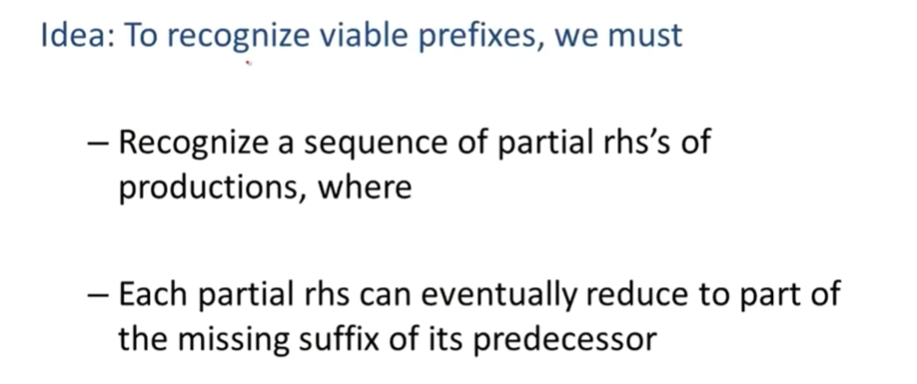 Idea: To recognize viable prefixes, we must
– Recognize a sequence of partial rhs’s of
productions, where
– Each partial rhs can eventually reduce to part of
the missing suffix of its predecessor